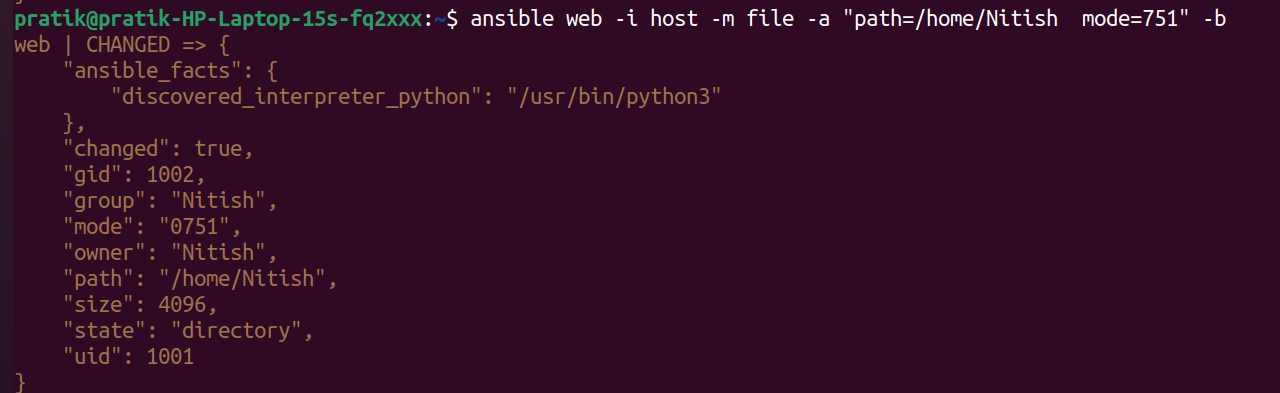 pratik@pratik-HP-Laptop-15s-fq2xxx:~$ ansible web -i host -m file -a "path=/home/Nitish  mode=751" -b
web | CHANGED => {
    "ansible_facts": {
        "discovered_interpreter_python": "/usr/bin/python3"
    },
    "changed": true,
    "gid": 1002,
    "group": "Nitish",
    "mode": "0751",
    "owner": "Nitish",
    "path": "/home/Nitish",
    "size": 4096,
    "state": "directory",
    "uid": 1001
}